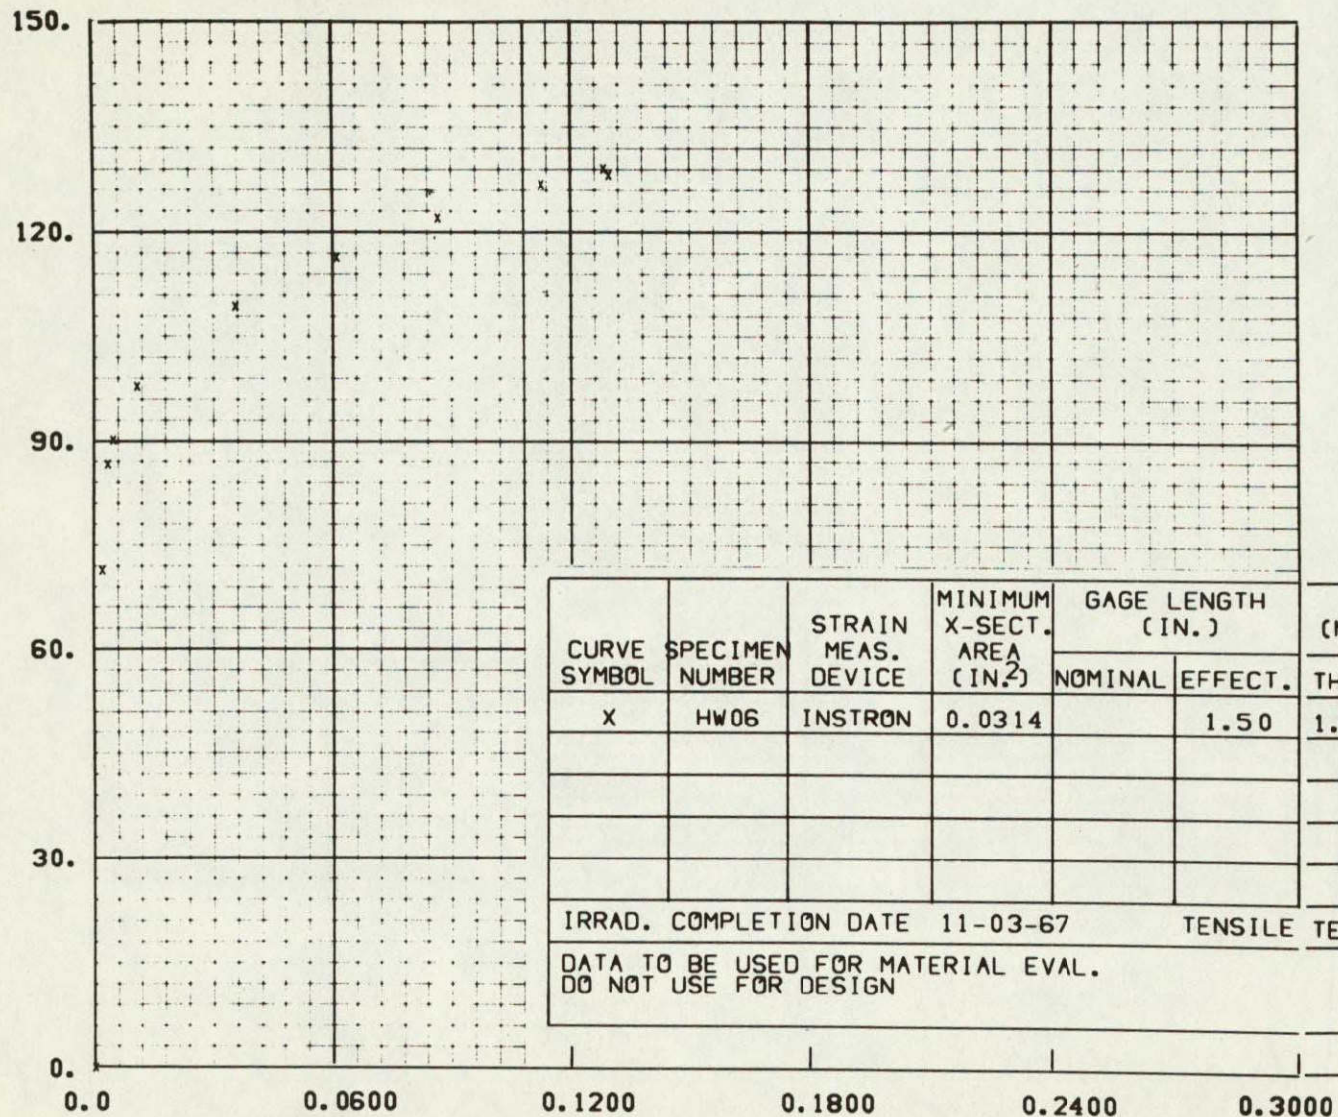 150.
120.
90.
60.
30.
0.
0.0 0.0600 0.1200 0.1800 0.2400 0.3000
CURVE SYMBOL
SPECIMEN NUMBER
STRAIN MEAS. DEVICE
MINIMUM X-SECT. AREA (IN.2)
GAGE LENGTH (IN.)
NOMINAL EFFECT.
X HW06 INSTRON 0.0314 1.50 1.
IRRAD. COMPLETION DATE 11-03-67 TENSILE
DATA TO BE USED FOR MATERIAL EVAL.
DO NOT USE FOR DESIGN